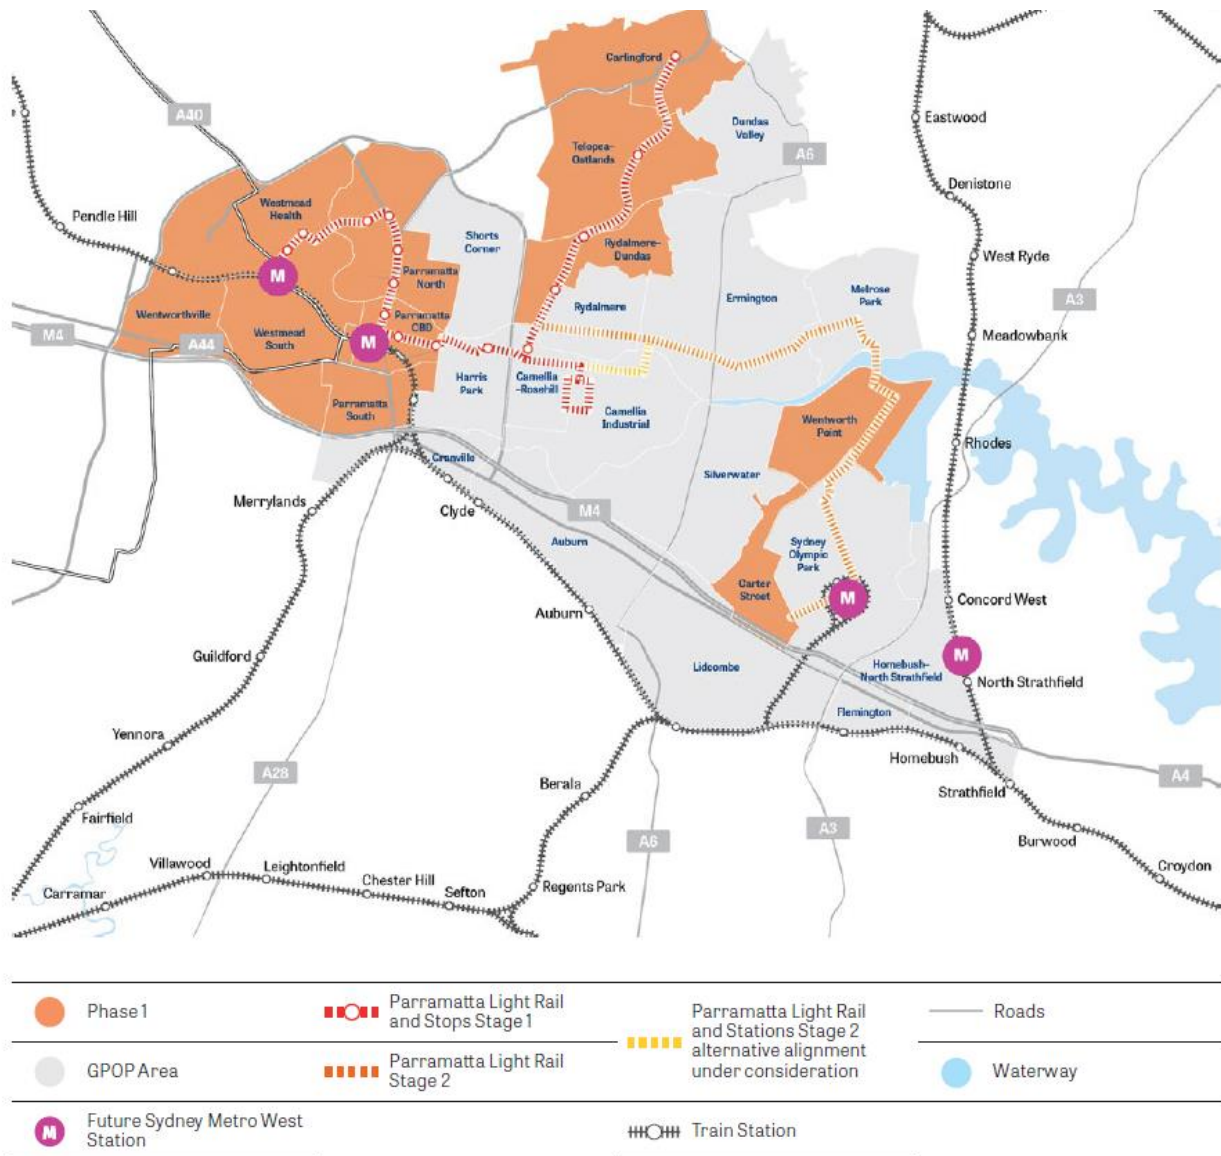 Carlingford
A40
Dundas
Valley
Eastwood
Telopea-
Ostlands
A6
Denistone
Westmead
Health
Pendle Hill
Shorts
Corner
Rydalmere-
Dundas
West Ryde
M
Parramatta
North
Rydalmere
Ermington
Melrose
Park
A3
Wentworthville
Parramatta
CBD
M4
A44
Westmead
South
M
Meadowbank
Harris
Park
Camellia
-Rosehill
Parramatta
South
Camellia
Industrial
Wentworth
Point
Rhodes
Granville
Silverwater
Merrylands
Clyde
M4
Auburn
Sydney
Olympic
Park
Carter
Street
M
Concord West
Auburn
Guildford
Lidcombe
Homebush-
North Strathfield
M
North Strathfield
Flemington
Yennora
Homebush
A28
Berala
A4
Strathfield
Fairfield
A6
A3
Burwood
Villawood
Leightonfield
Chester Hill
Sefton
Regents Park
Croydon
Carramar
Phase 1
Parramatta Light Rail
and Stops Stage 1
Parramatta Light Rail
and Stations Stage 2
alternative alignment
under consideration
Roads
GPOP Area
Parramatta Light Rail
Stage 2
Waterway
M
Future Sydney Metro West
Station
Train Station